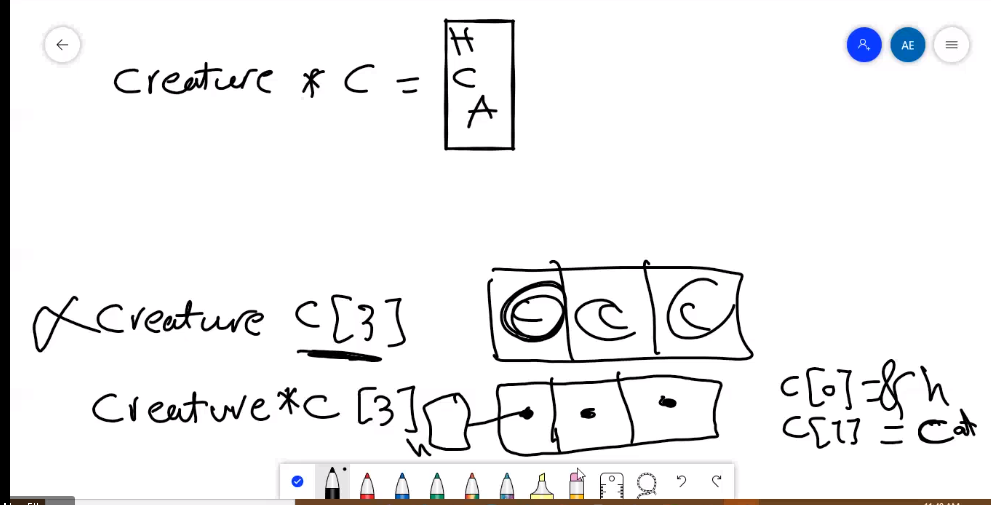 AE
Creature * C =
H
C
A
Creature C[3]
C
C
C
Creature *C [3]
h
C[0] = & h
C[1] = Cat